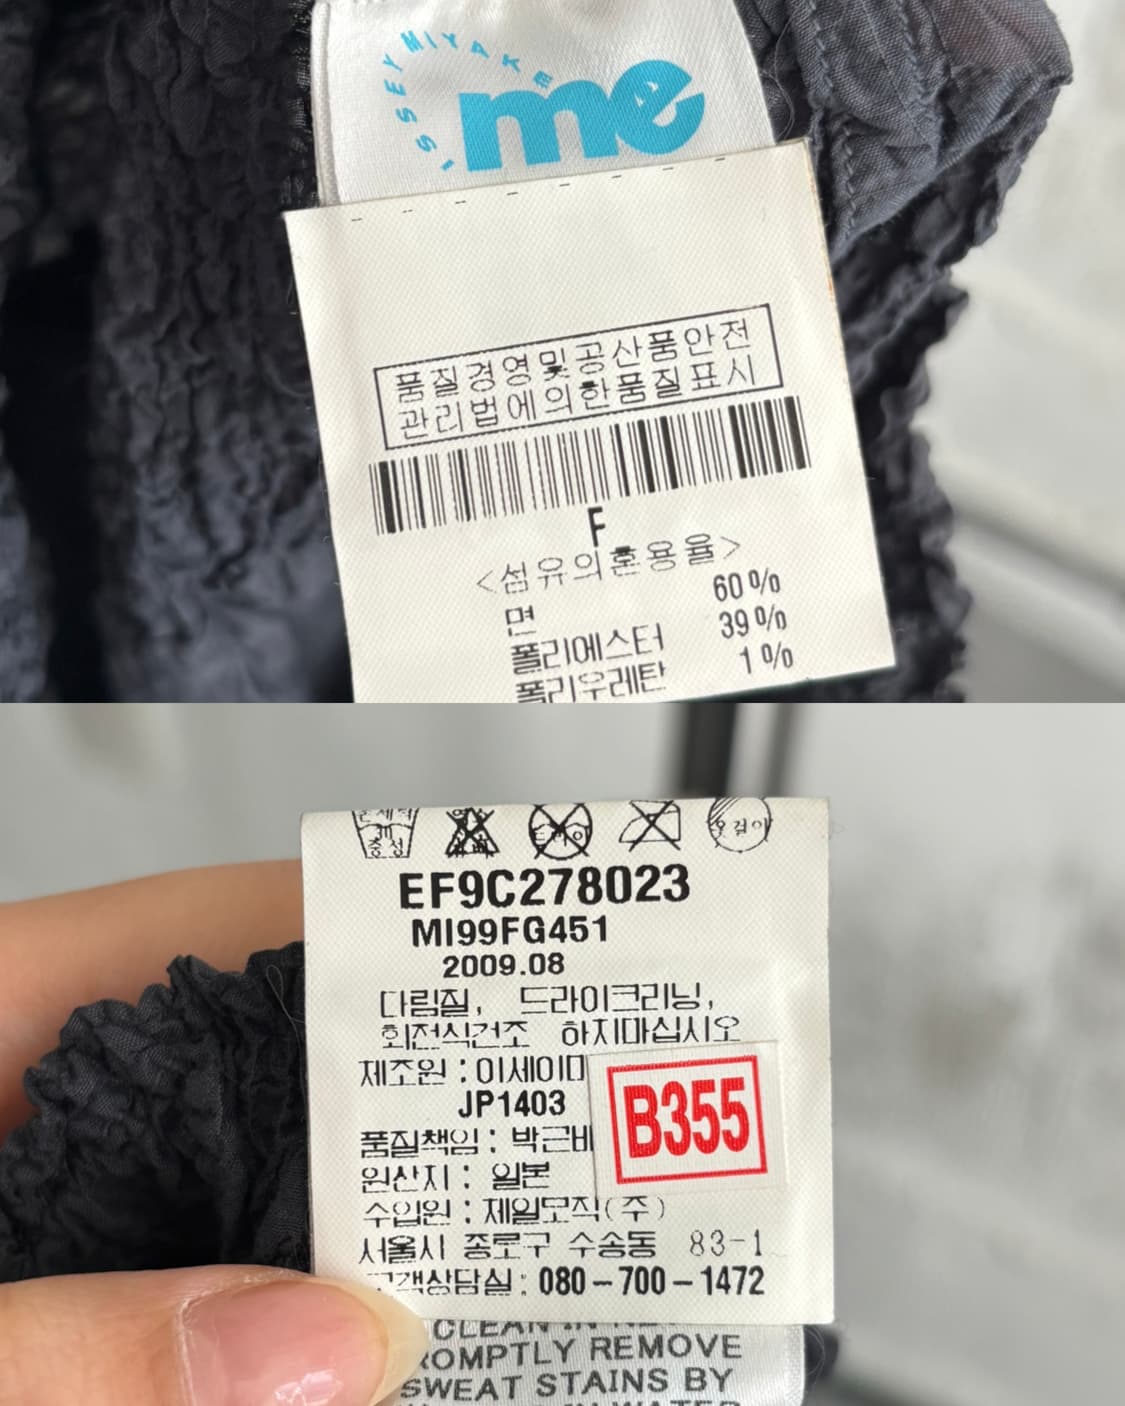 ISSEY MIYAKE
me
품질경영및공산품안전
관리법에의한품질표시
F
<섬유의혼용율>
면 60%
폴리에스터 39%
폴리우레탄 1%
옷걸이
EF9C278023
MI99FG451
2009.08
다림질, 드라이크리닝,
회전식건조 하지마십시오
제조원 : 이세이미
JP1403
B355
품질책임 : 박근배
원산지 : 일본
수입원 : 제일모직(주)
서울시 종로구 수송동 83-1
고객상담실 : 080-700-1472
CLEAN IN
PROMPTLY REMOVE
SWEAT STAINS BY